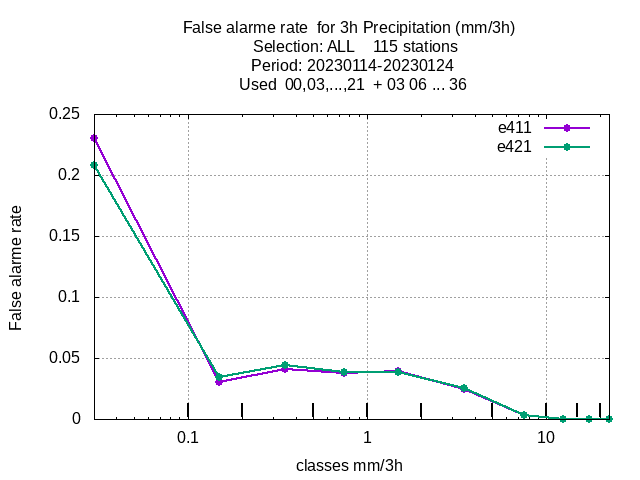 False alarme rate  for 3h Precipitation (mm/3h)
Selection: ALL    115 stations
Period: 20230114-20230124
Used  00,03,...,21  + 03 06 ... 36
e411
e421
0.25
0.2
0.15
0.1
0.05
0
False alarme rate
0.1
1
10
classes mm/3h